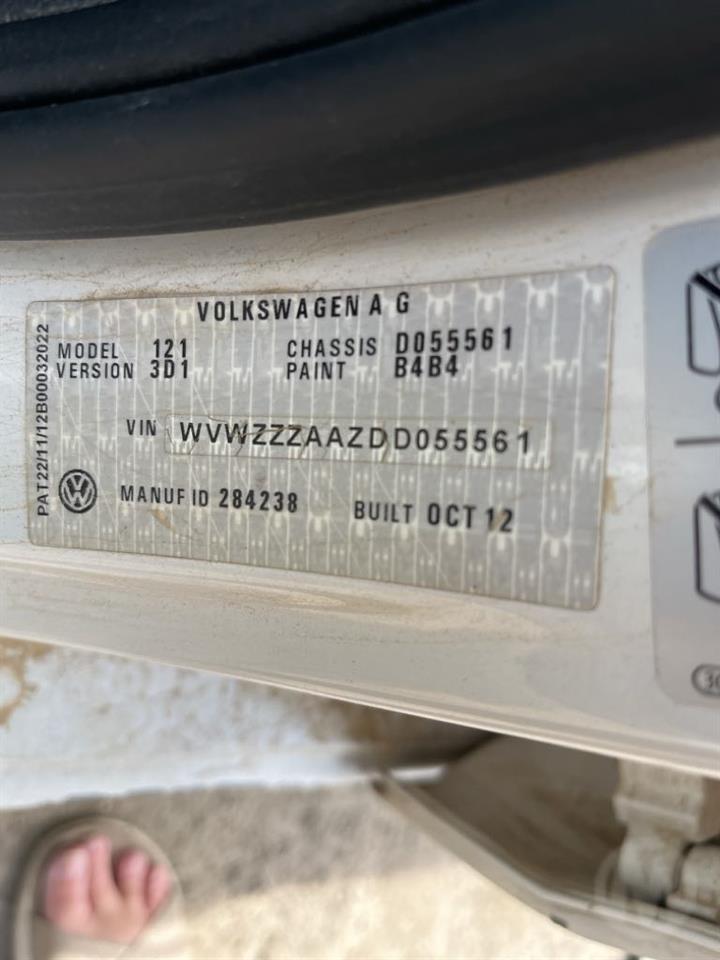 VOLKSWAGEN A G
MODEL 121 CHASSIS D055561
VERSION 3D1 PAINT B4B4
VIN WVWZZZAAZDD055561
MANUF ID 284238 BUILT OCT 12
PAT22/11/12B00032022